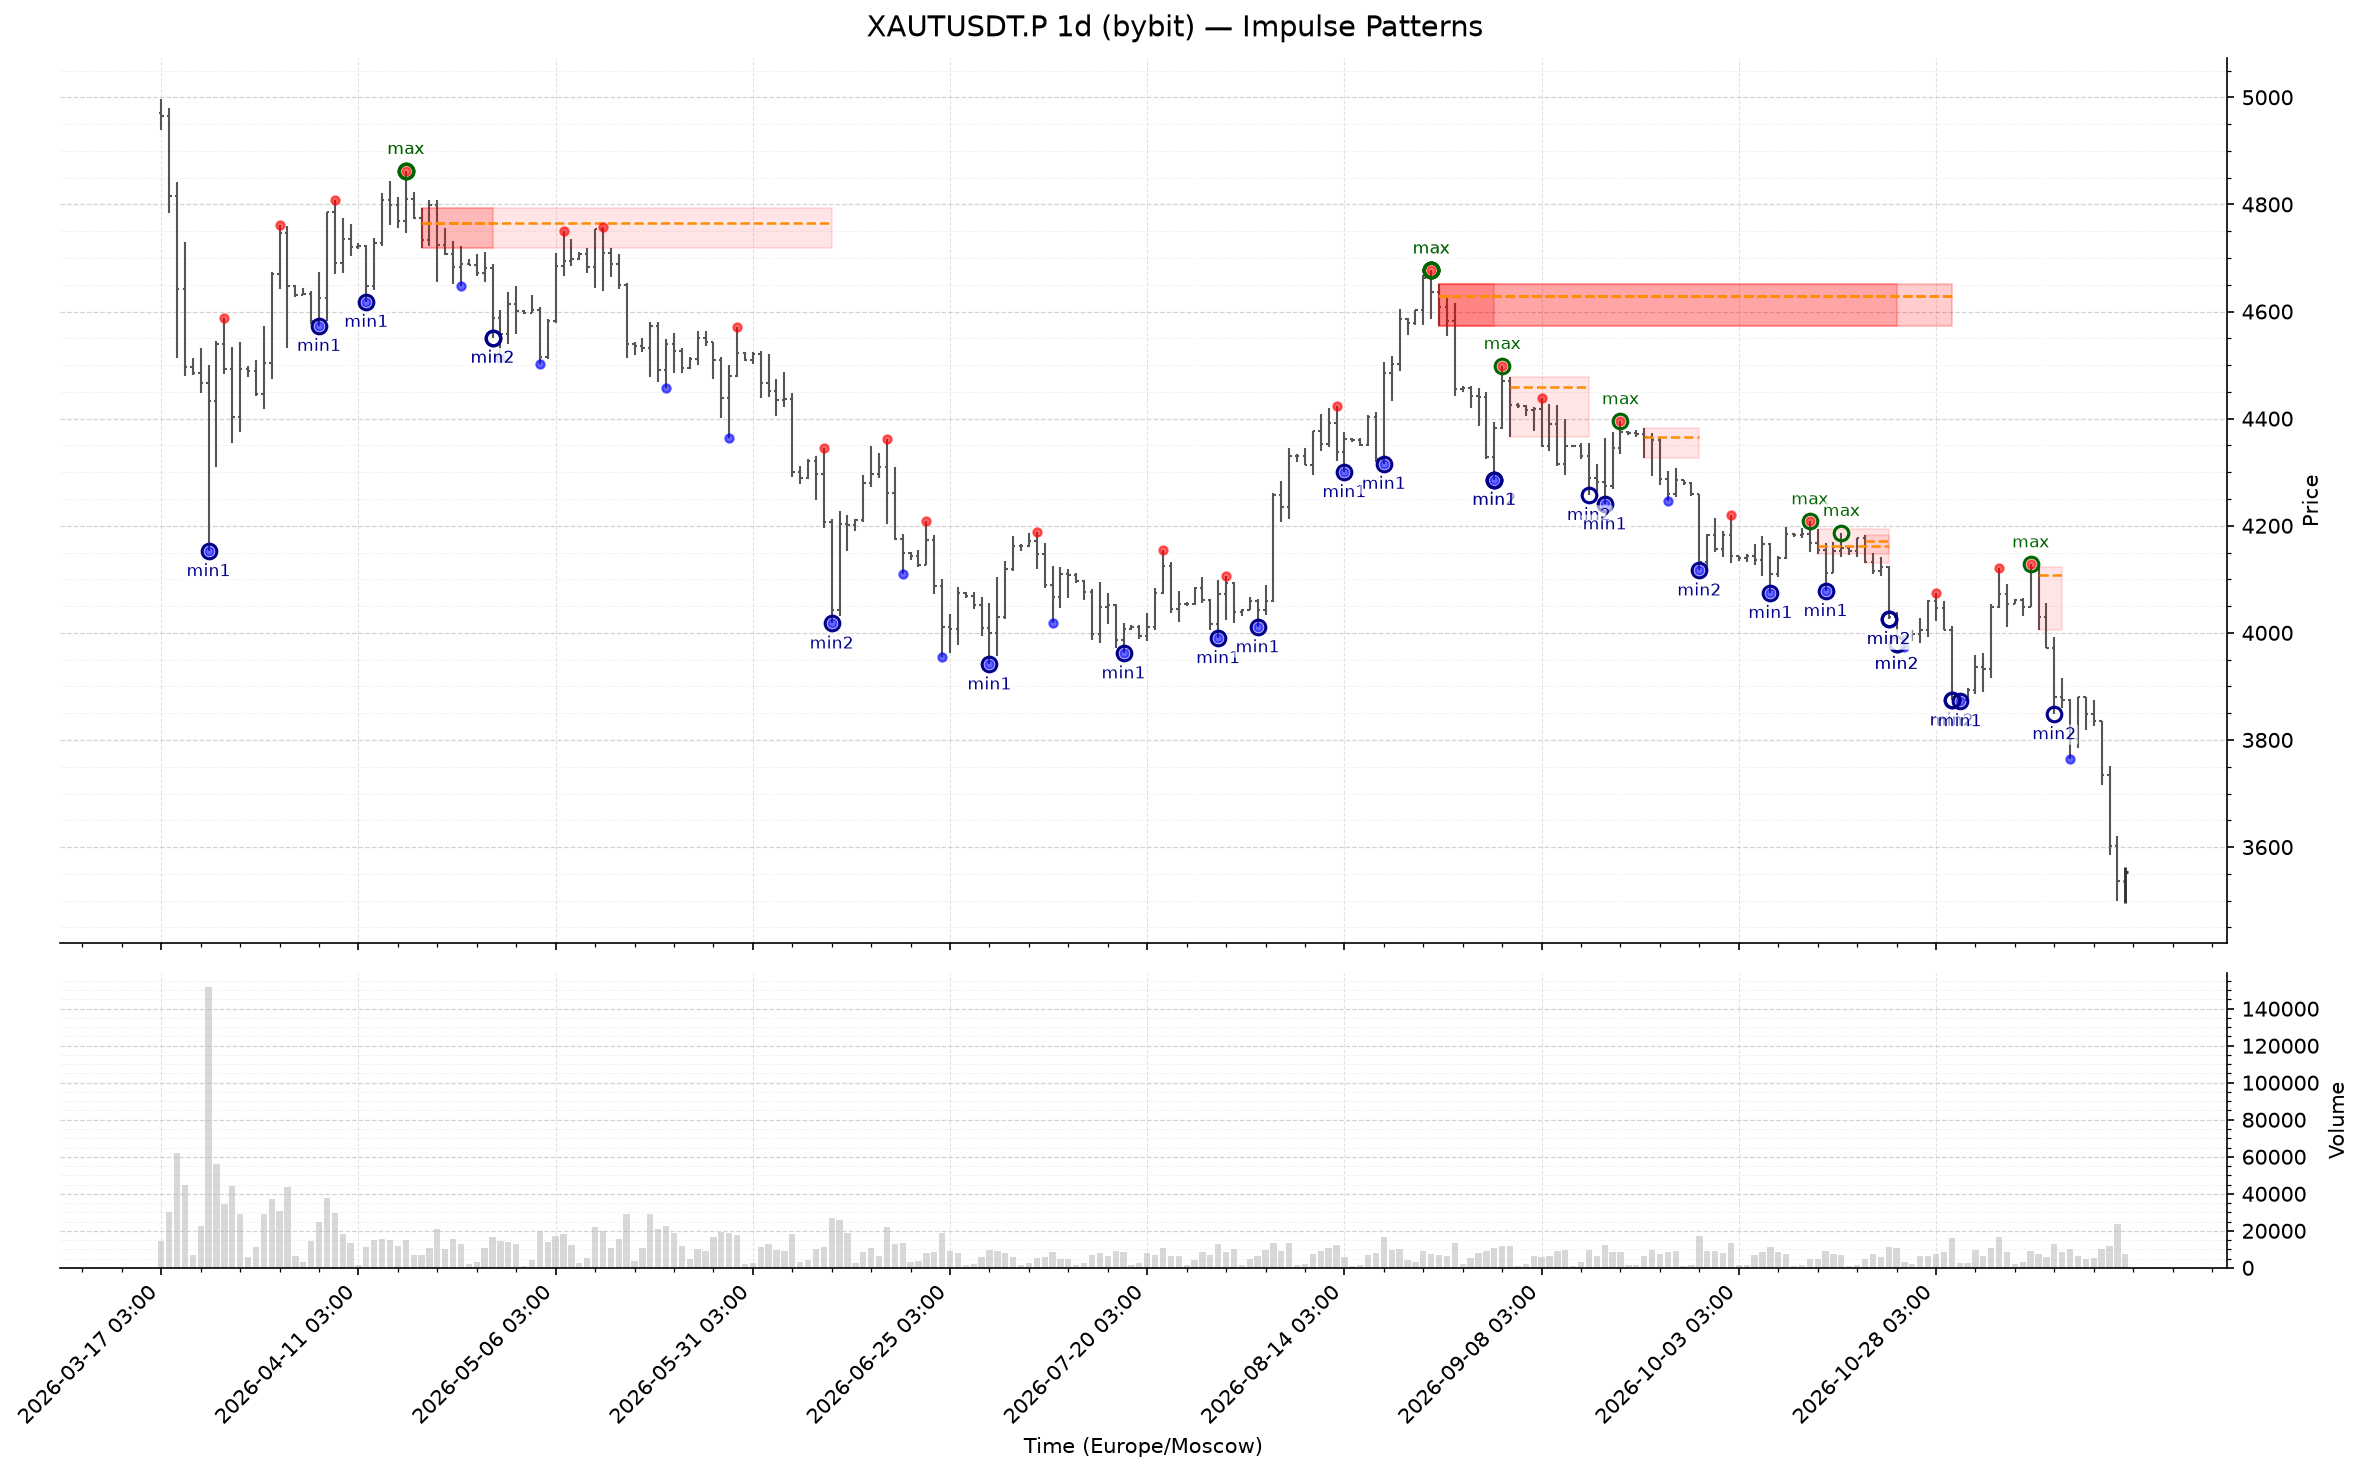 XAUTUSDT.P 1d (bybit) — Impulse Patterns
5000
4800
4600
4400
4200
4000
3800
3600
Price
max
max
max
max
max
max
max
min1
min1
min1
min2
min2
min1
min1
min1
min1
min1
min1
min1
min2
min1
min2
min1
min1
min2
min2
min1
min2
140000
120000
100000
80000
60000
40000
20000
0
Volume
2026-03-17 03:00
2026-04-11 03:00
2026-05-06 03:00
2026-05-31 03:00
2026-06-25 03:00
2026-07-20 03:00
2026-08-14 03:00
2026-09-08 03:00
2026-10-03 03:00
2026-10-28 03:00
Time (Europe/Moscow)